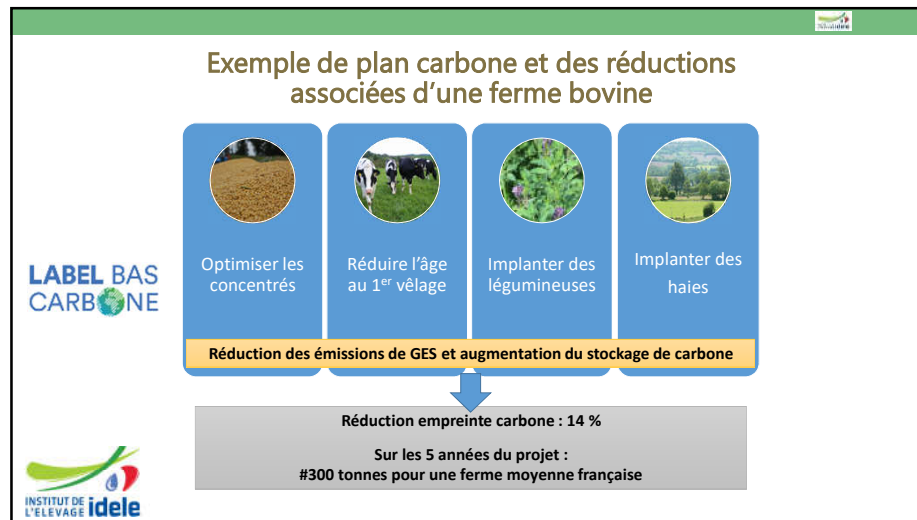 Exemple de plan carbone et des réductions
associées d'une ferme bovine
LABEL BAS
CARBONE
Optimiser les
concentrés
Réduire l'âge
au 1er vêlage
Implanter des
légumineuses
Implanter des
haies
Réduction des émissions de GES et augmentation du stockage de carbone
Réduction empreinte carbone : 14 %
Sur les 5 années du projet :
#300 tonnes pour une ferme moyenne française
INSTITUT DE
L'ELEVAGE idele